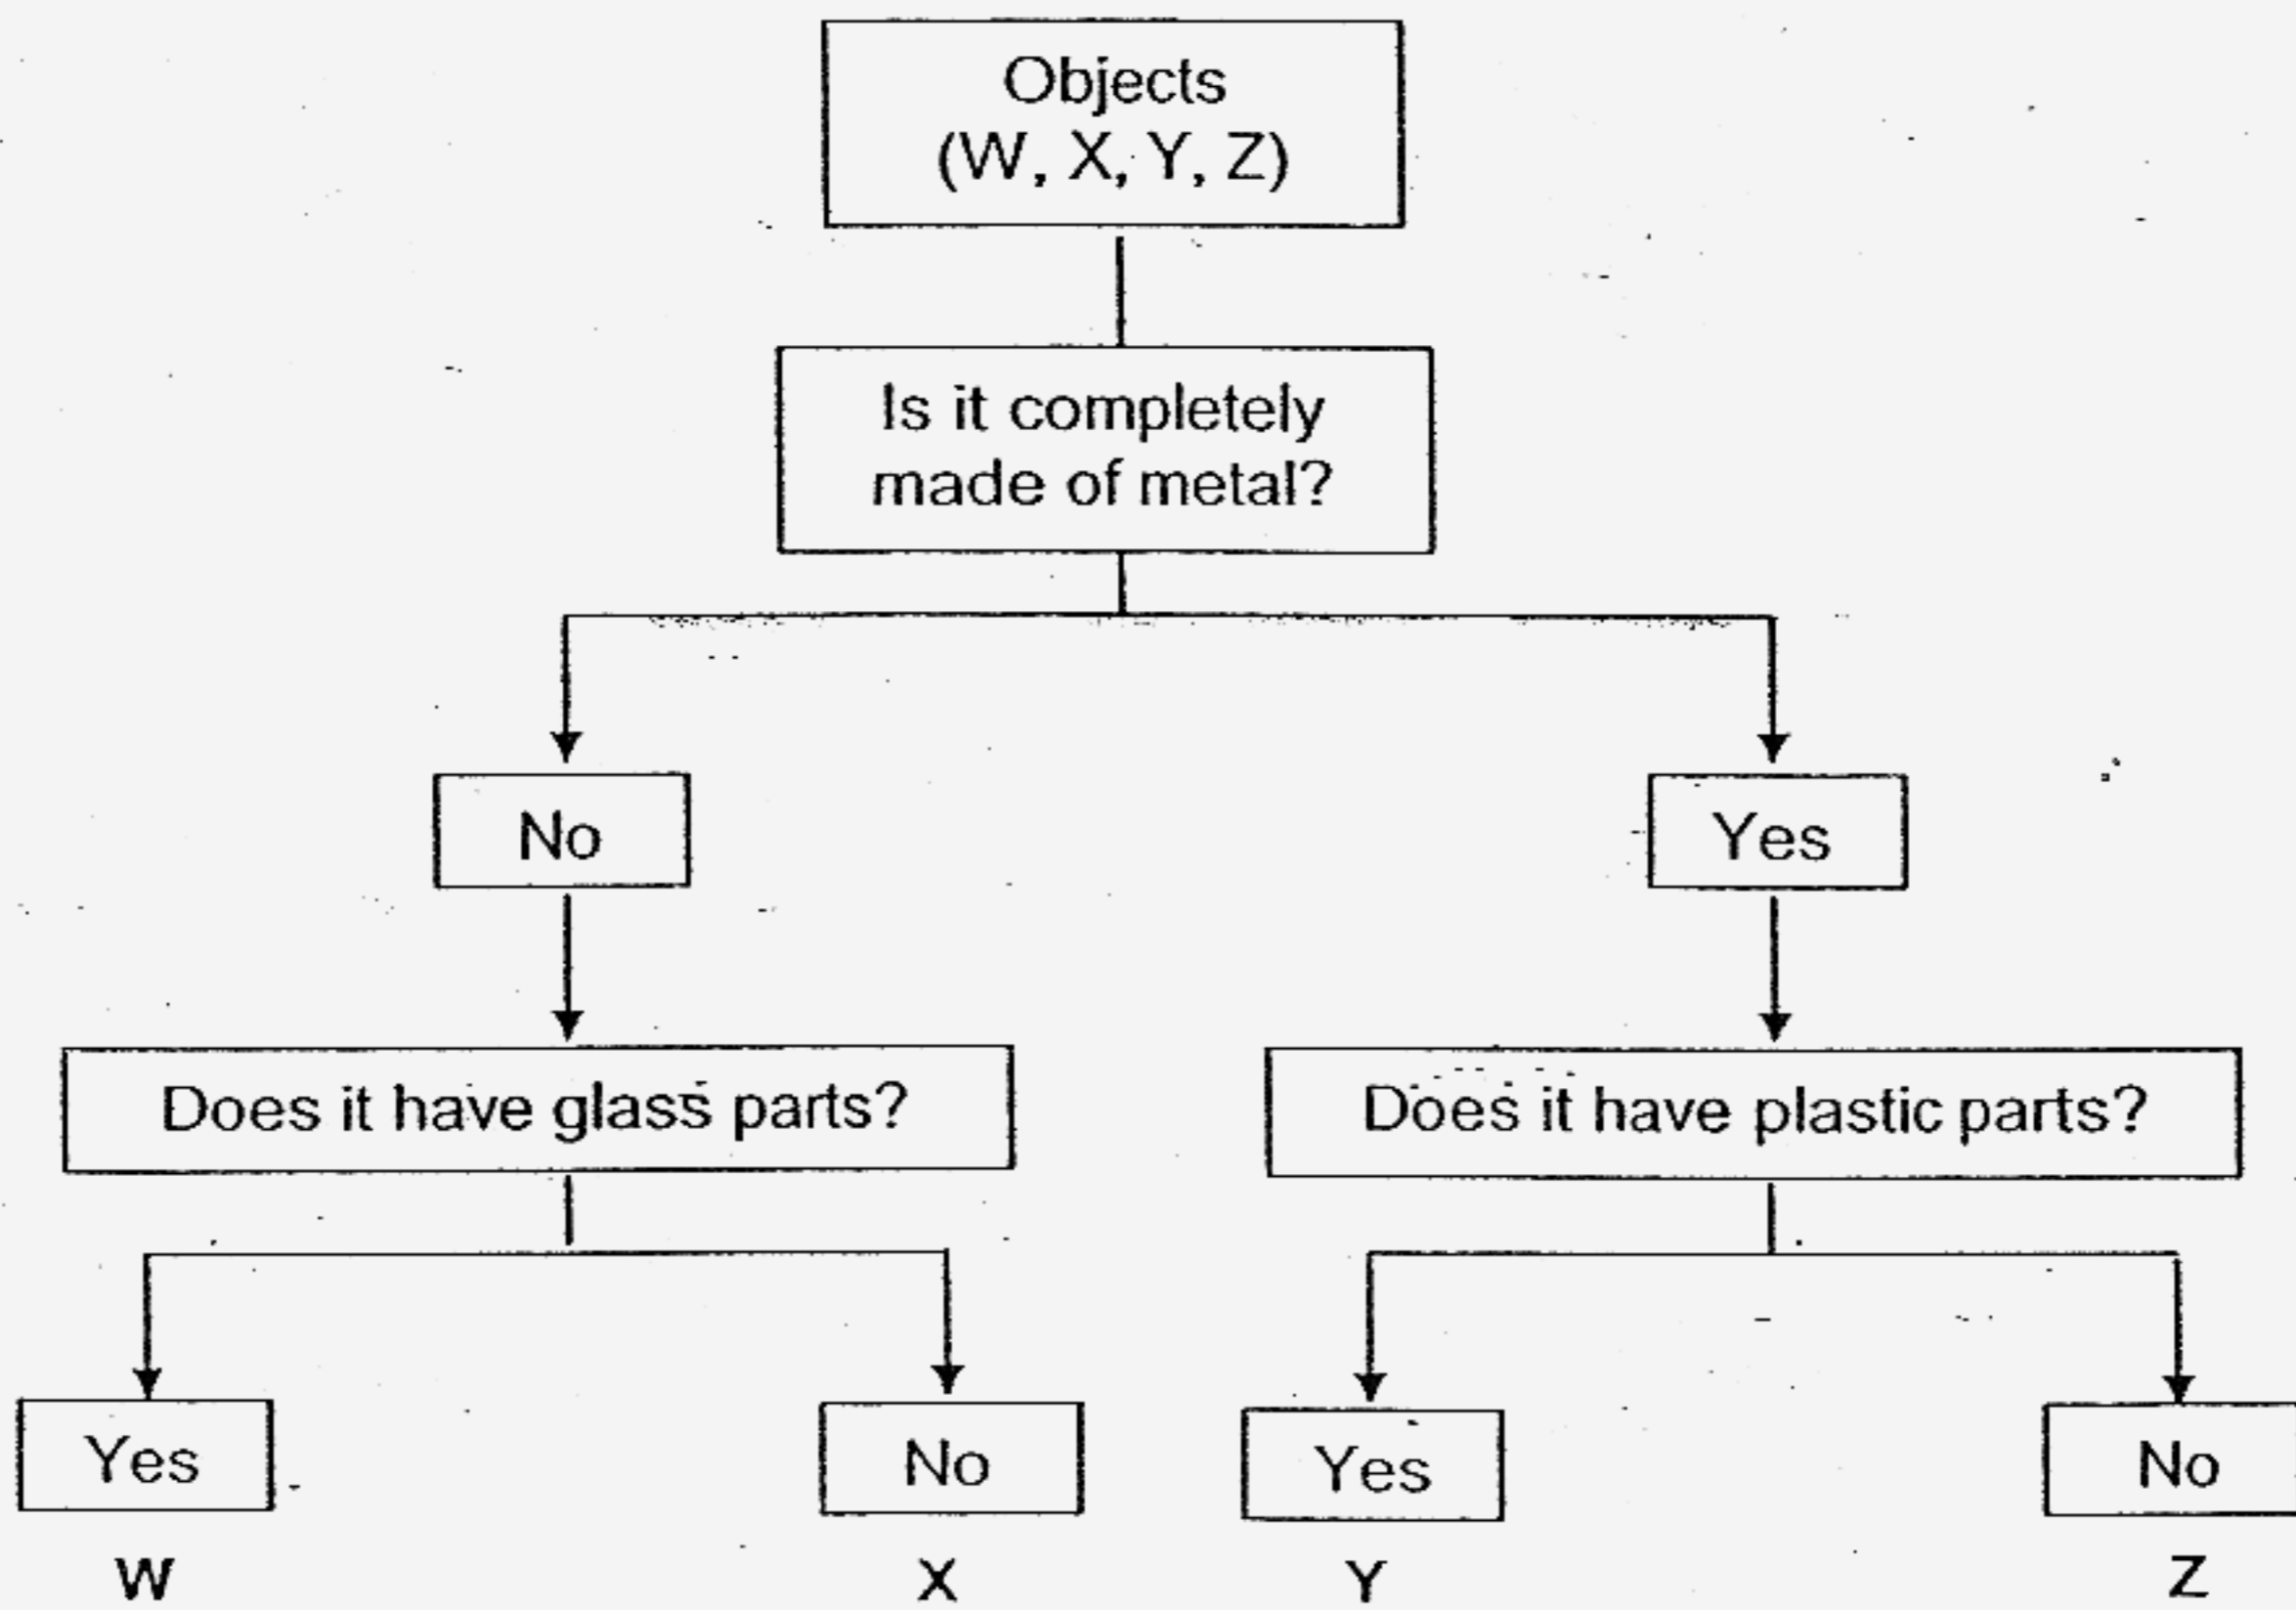 Objects
(W, X, Y, Z)
Is it completely
made of metal?
No
Yes
Does it have glass parts?
Does it have plastic parts?
Yes
No
Yes
No
W
X
Y
Z